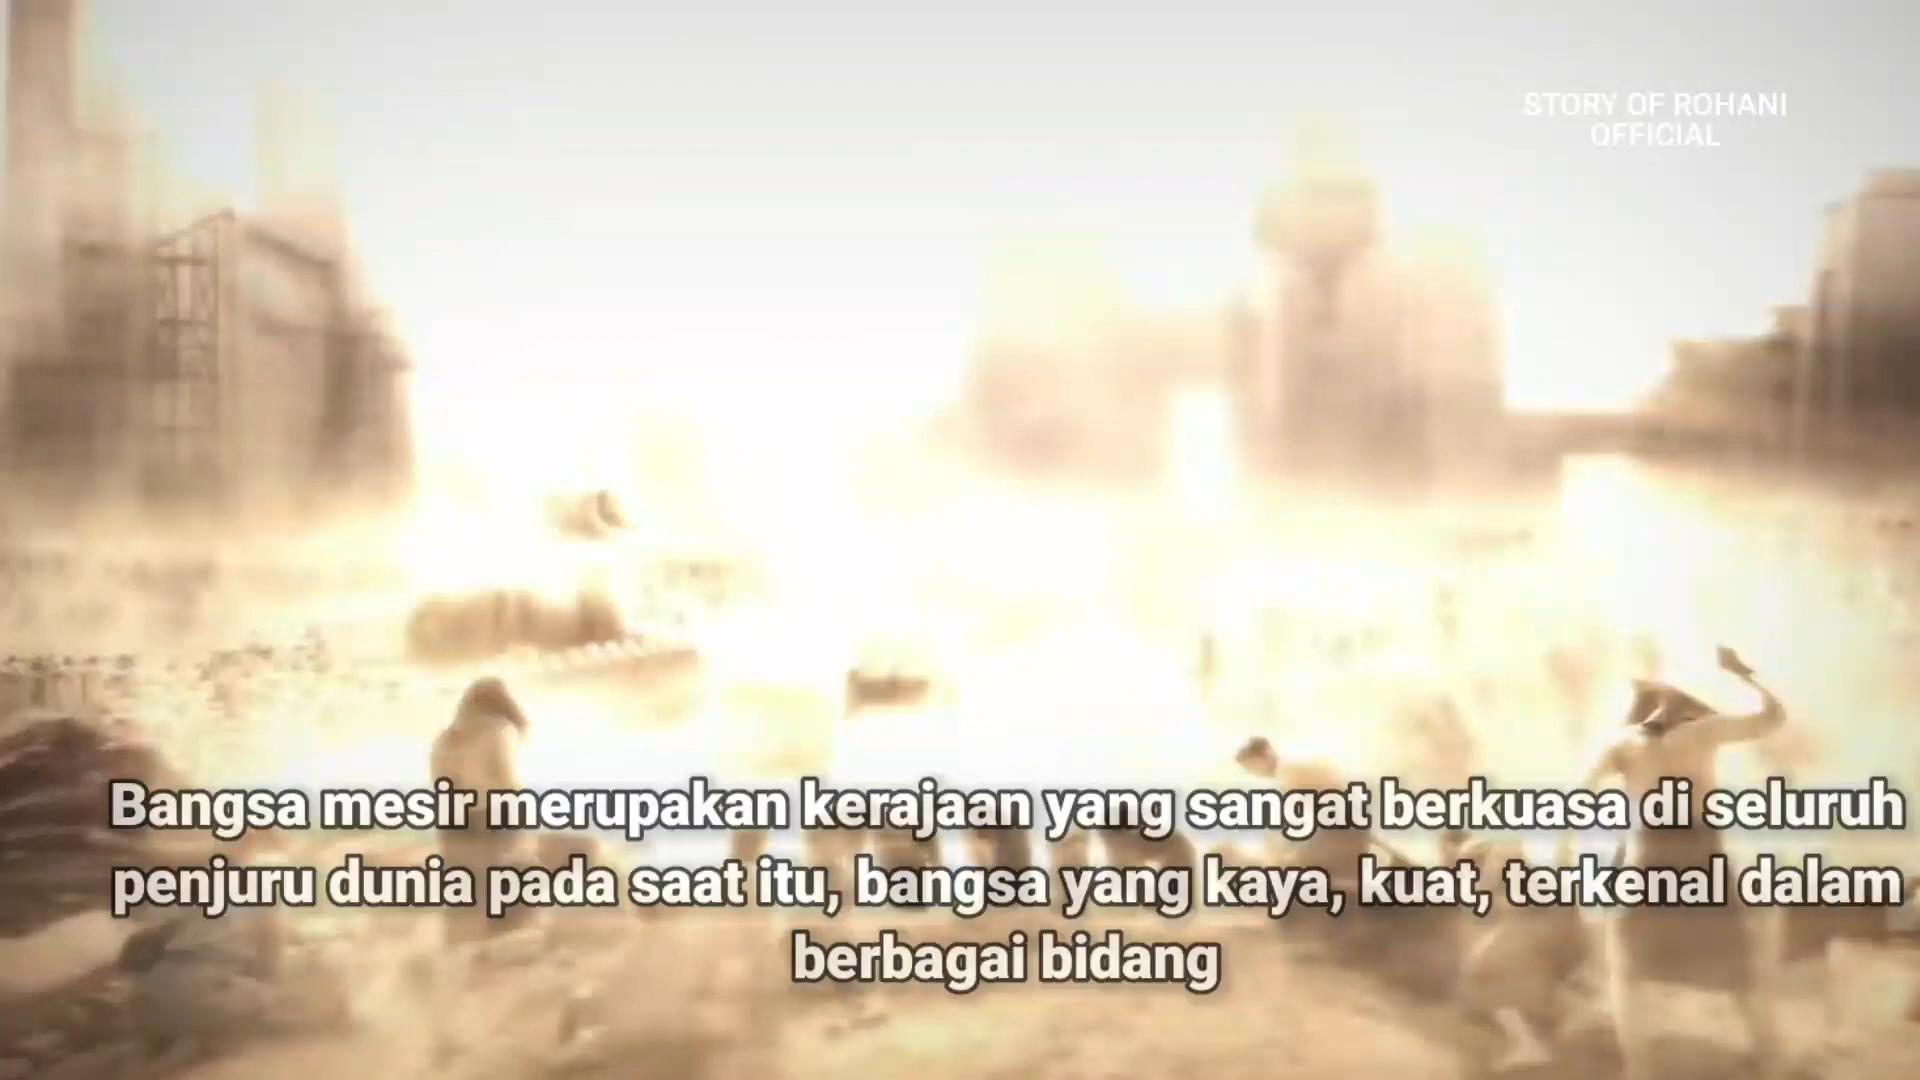 STORY OF ROHANI
OFFICIAL
Bangsa mesir merupakan kerajaan yang sangat berkuasa di seluruh
penjuru dunia pada saat itu, bangsa yang kaya, kuat, terkenal dalam
berbagai bidang